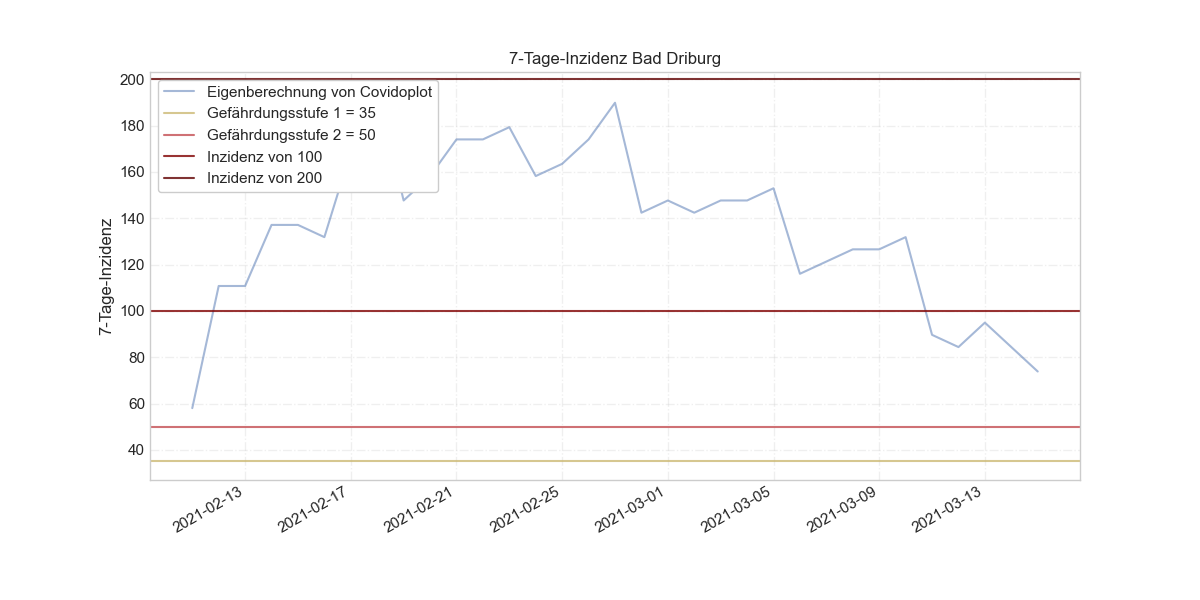 7-Tage-Inzidenz Bad Driburg
7-Tage-Inzidenz
200
180
160
140
120
100
80
60
40
Eigenberechnung von Covidoplot
Gefährdungsstufe 1 = 35
Gefährdungsstufe 2 = 50
Inzidenz von 100
Inzidenz von 200
2021-02-13
2021-02-17
2021-02-21
2021-02-25
2021-03-01
2021-03-05
2021-03-09
2021-03-13